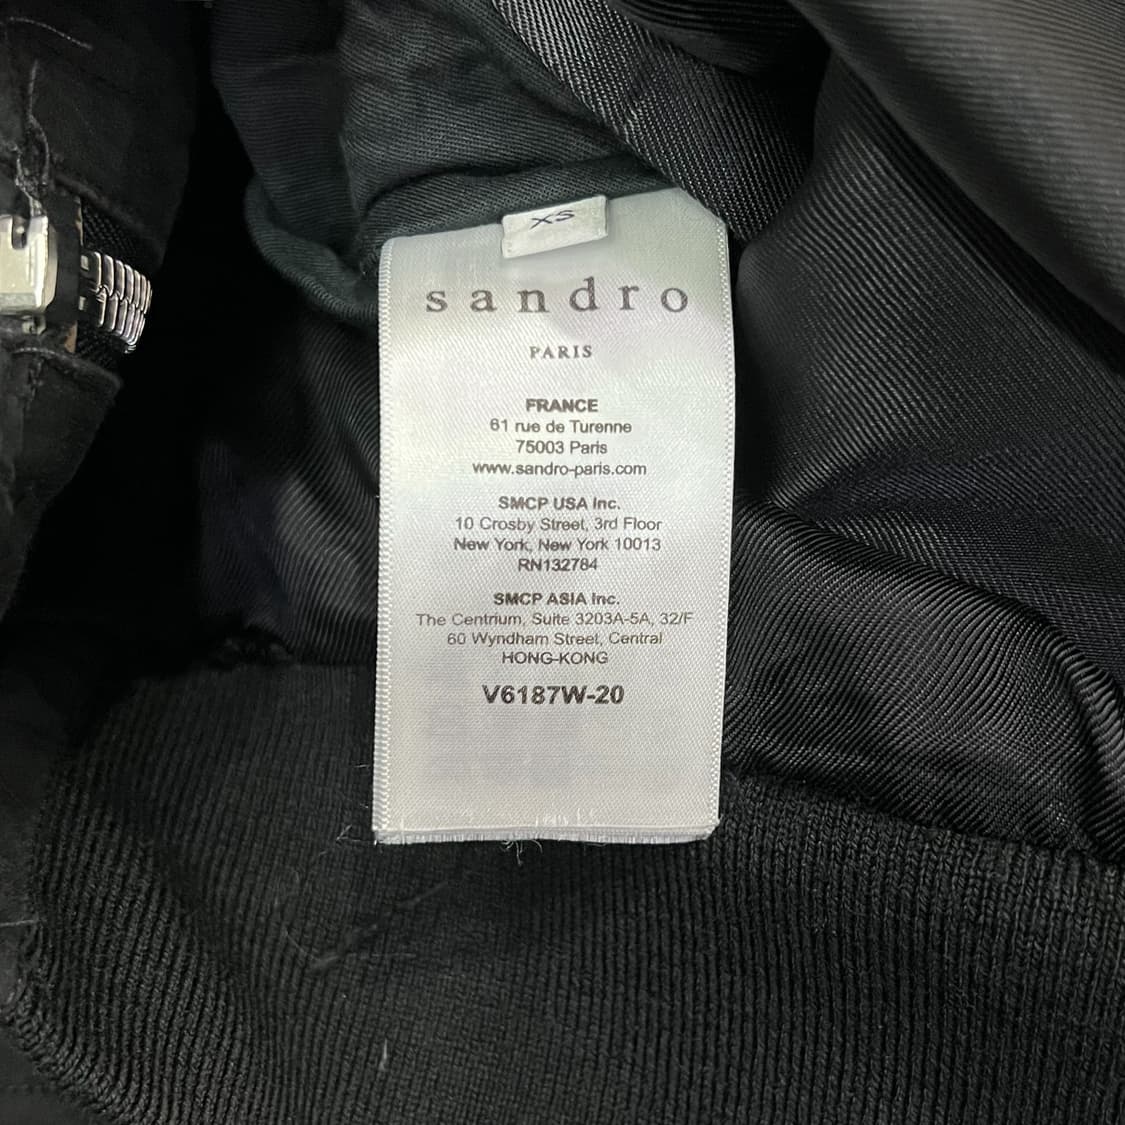 XS
sandro
PARIS
FRANCE
61 rue de Turenne
75003 Paris
www.sandro-paris.com
SMCP USA Inc.
10 Crosby Street, 3rd Floor
New York, New York 10013
RN132784
SMCP ASIA Inc.
The Centrium, Suite 3203A-5A, 32/F
60 Wyndham Street, Central
HONG-KONG
V6187W-20